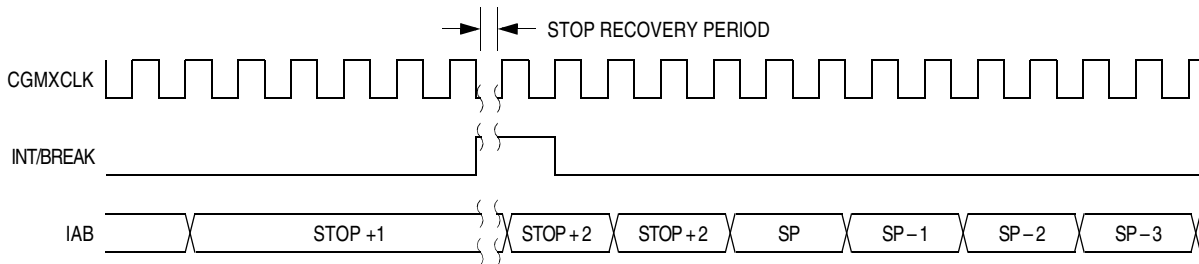 STOP RECOVERY PERIOD
CGMXCLK
INT/BREAK
IAB STOP +1 STOP + 2 STOP + 2 SP SP – 1 SP – 2 SP – 3